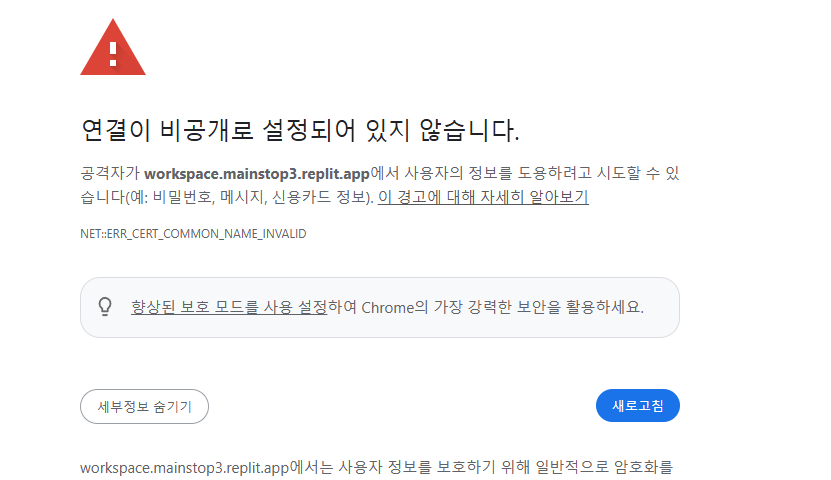 연결이 비공개로 설정되어 있지 않습니다.
공격자가 workspace.mainstop3.replit.app에서 사용자의 정보를 도용하려고 시도할 수 있
습니다(예: 비밀번호, 메시지, 신용카드 정보). 이 경고에 대해 자세히 알아보기
NET::ERR_CERT_COMMON_NAME_INVALID
향상된 보호 모드를 사용 설정하여 Chrome의 가장 강력한 보안을 활용하세요.
세부정보 숨기기
새로고침
workspace.mainstop3.replit.app에서는 사용자 정보를 보호하기 위해 일반적으로 암호화를